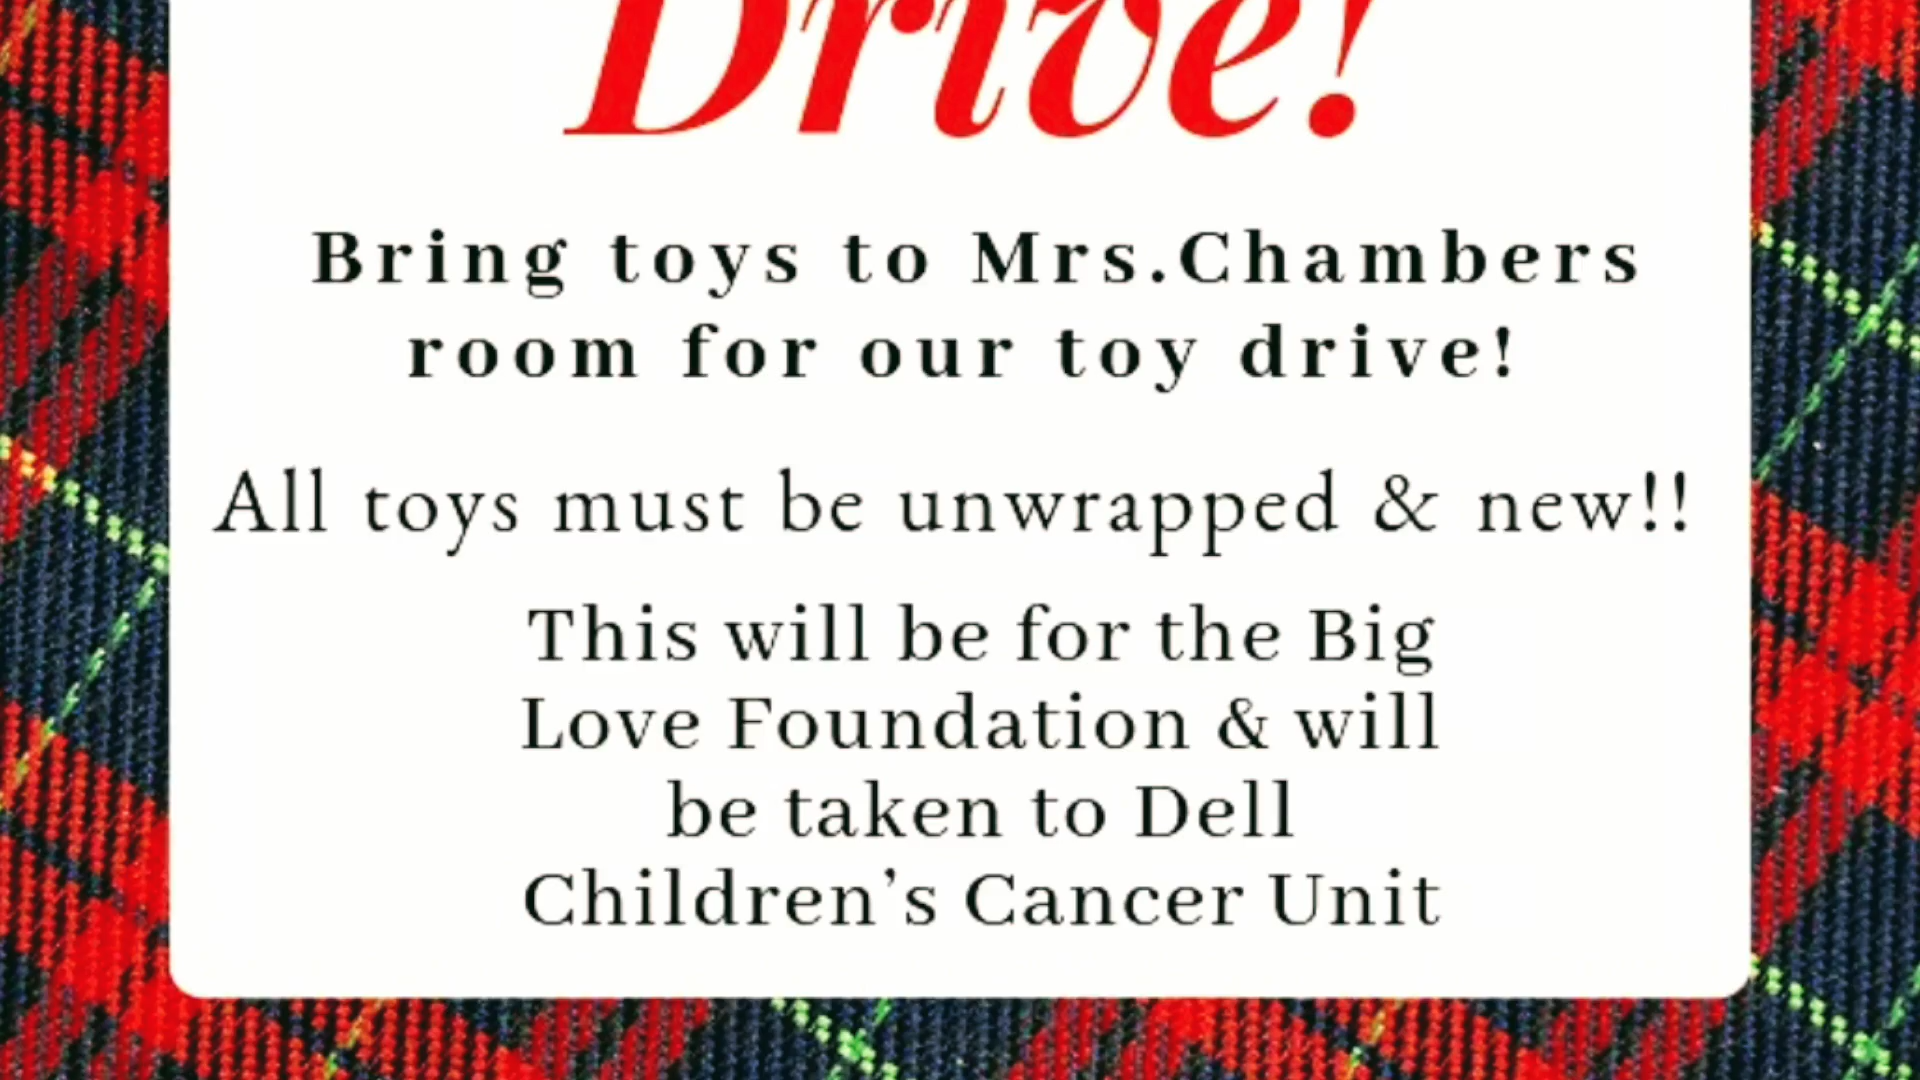 Drive!
Bring toys to Mrs.Chambers
room for our toy drive!
All toys must be unwrapped & new!!
This will be for the Big
Love Foundation & will
be taken to Dell
Children’s Cancer Unit